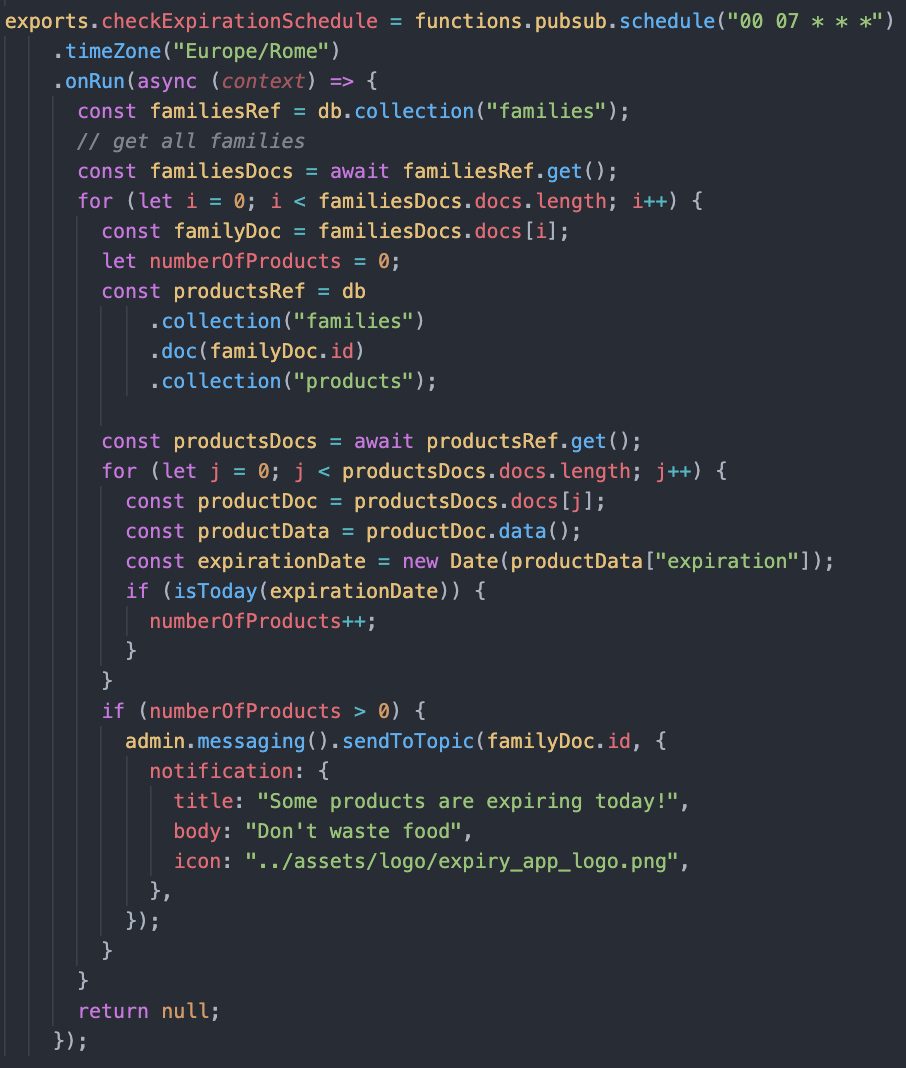 exports.checkExpirationSchedule = functions.pubsub.schedule("00 07 * * *")
    .timeZone("Europe/Rome")
    .onRun(async (context) => {
      const familiesRef = db.collection("families");
      // get all families
      const familiesDocs = await familiesRef.get();
      for (let i = 0; i < familiesDocs.docs.length; i++) {
        const familyDoc = familiesDocs.docs[i];
        let numberOfProducts = 0;
        const productsRef = db
            .collection("families")
            .doc(familyDoc.id)
            .collection("products");

        const productsDocs = await productsRef.get();
        for (let j = 0; j < productsDocs.docs.length; j++) {
          const productDoc = productsDocs.docs[j];
          const productData = productDoc.data();
          const expirationDate = new Date(productData["expiration"]);
          if (isToday(expirationDate)) {
            numberOfProducts++;
          }
        }
        if (numberOfProducts > 0) {
          admin.messaging().sendToTopic(familyDoc.id, {
            notification: {
              title: "Some products are expiring today!",
              body: "Don't waste food",
              icon: "../assets/logo/expiry_app_logo.png",
            },
          });
        }
      }
      return null;
    });